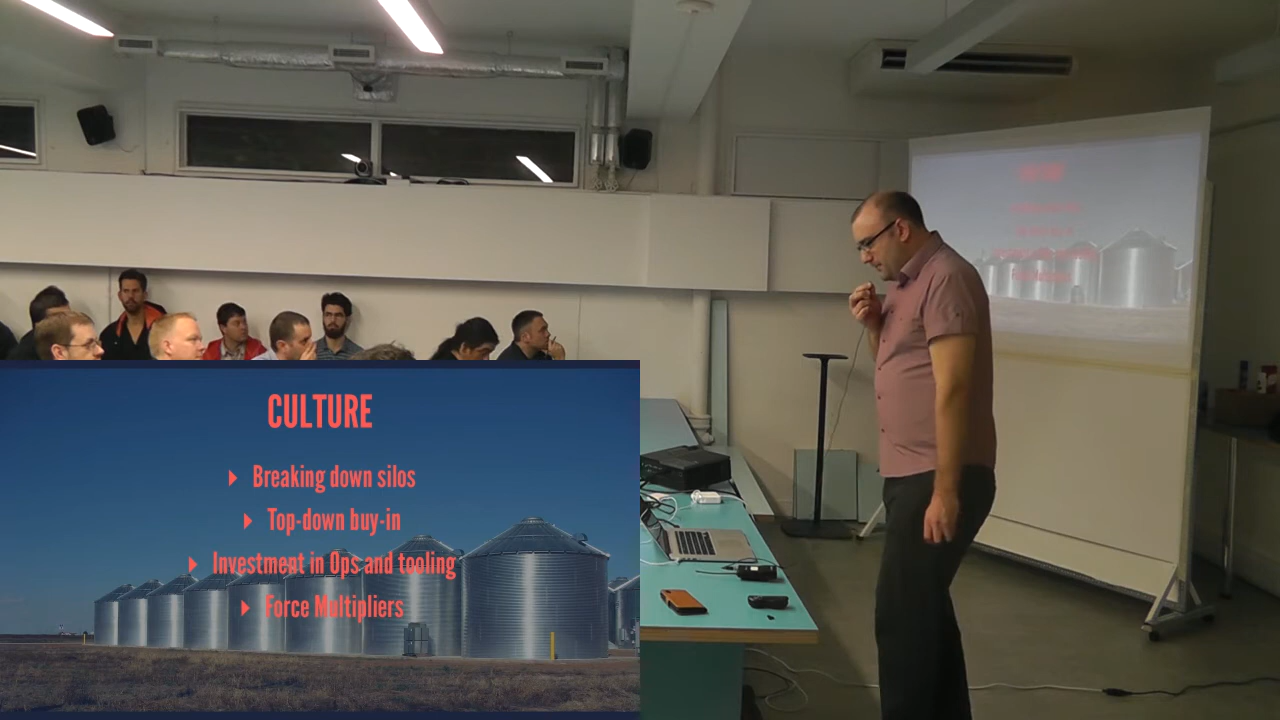 CULTURE
Breaking down silos
Top-down buy-in
Investment in Ops and tooling
Force Multipliers